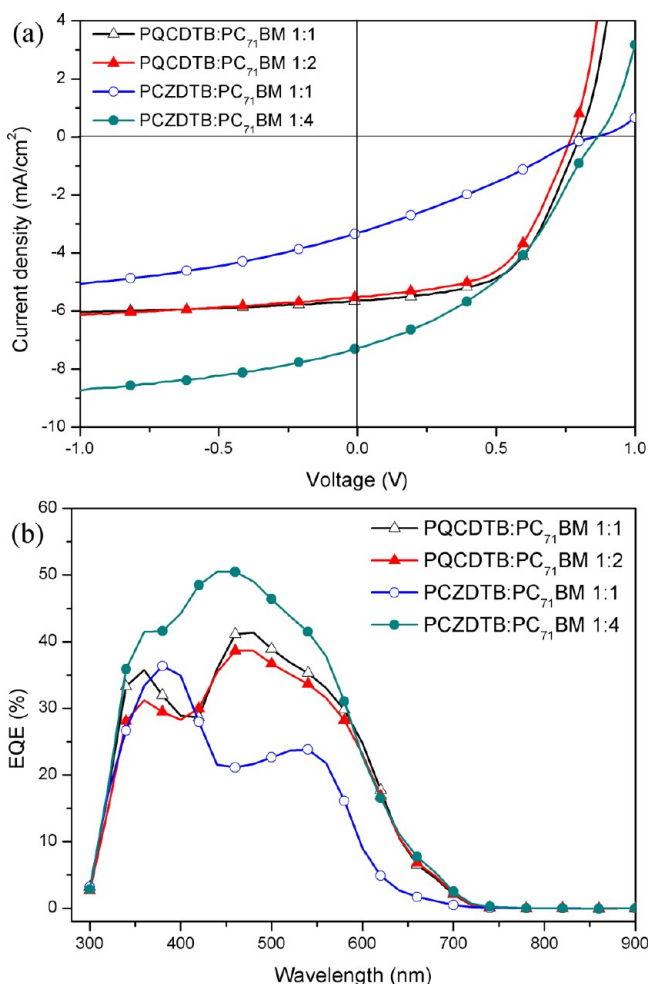 (a)
PQCDTB:PC71BM 1:1
PQCDTB:PC71BM 1:2
PCZDTB:PC71BM 1:1
PCZDTB:PC71BM 1:4
4
2
0
-2
-4
-6
-8
-10
Current density (mA/cm²)
-1.0 -0.5 0.0 0.5 1.0
Voltage (V)
(b)
PQCDTB:PC71BM 1:1
PQCDTB:PC71BM 1:2
PCZDTB:PC71BM 1:1
PCZDTB:PC71BM 1:4
60
50
40
30
20
10
0
EQE (%)
300 400 500 600 700 800 900
Wavelength (nm)